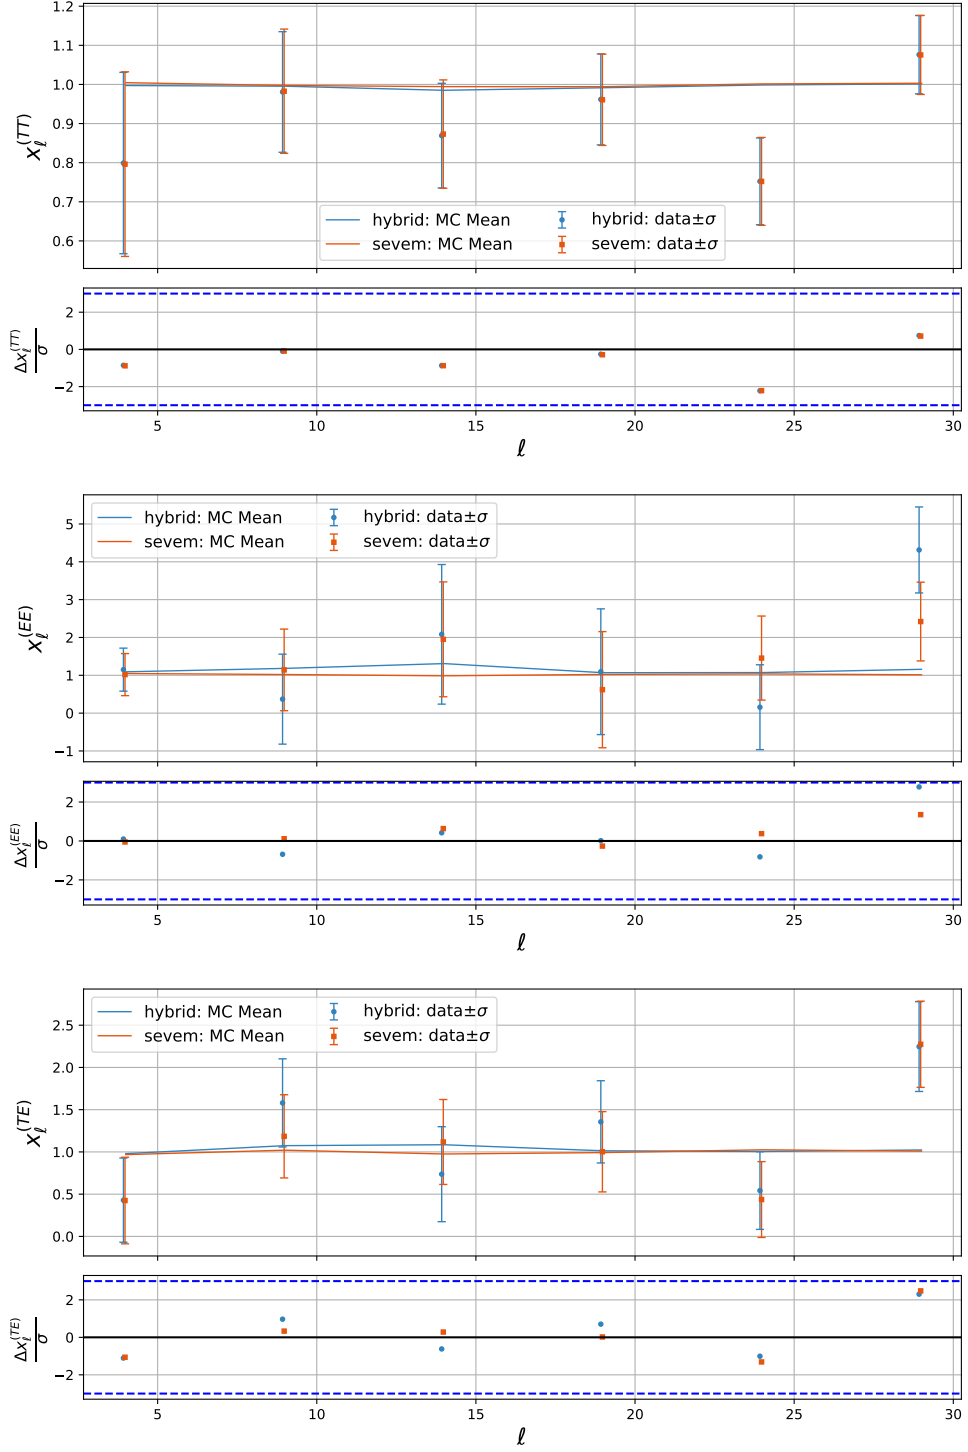 1.2
1.1
1.0
0.9
0.8
0.7
0.6
x_ℓ^(TT)
hybrid: MC Mean
sevem: MC Mean
hybrid: data±σ
sevem: data±σ
2
0
−2
Δx_ℓ^(TT)
σ
5 10 15 20 25 30
ℓ
5
4
3
2
1
0
−1
x_ℓ^(EE)
hybrid: MC Mean
sevem: MC Mean
hybrid: data±σ
sevem: data±σ
2
0
−2
Δx_ℓ^(EE)
σ
5 10 15 20 25 30
ℓ
2.5
2.0
1.5
1.0
0.5
0.0
x_ℓ^(TE)
hybrid: MC Mean
sevem: MC Mean
hybrid: data±σ
sevem: data±σ
2
0
−2
Δx_ℓ^(TE)
σ
5 10 15 20 25 30
ℓ